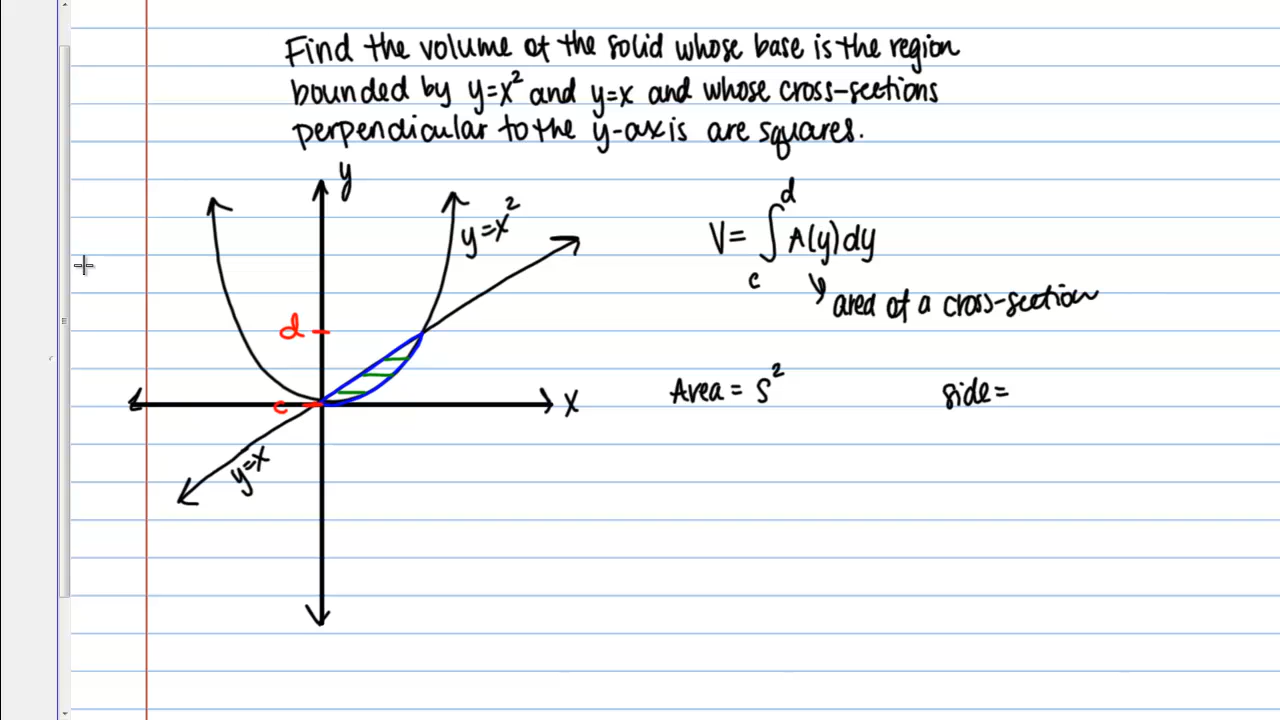 Find the volume of the solid whose base is the region
bounded by y=x² and y=x and whose cross-sections
perpendicular to the y-axis are squares.
y
y=x²
V= ∫ c d A(y)dy
area of a cross-section
d
c
x
y=x
Area = s²
side=